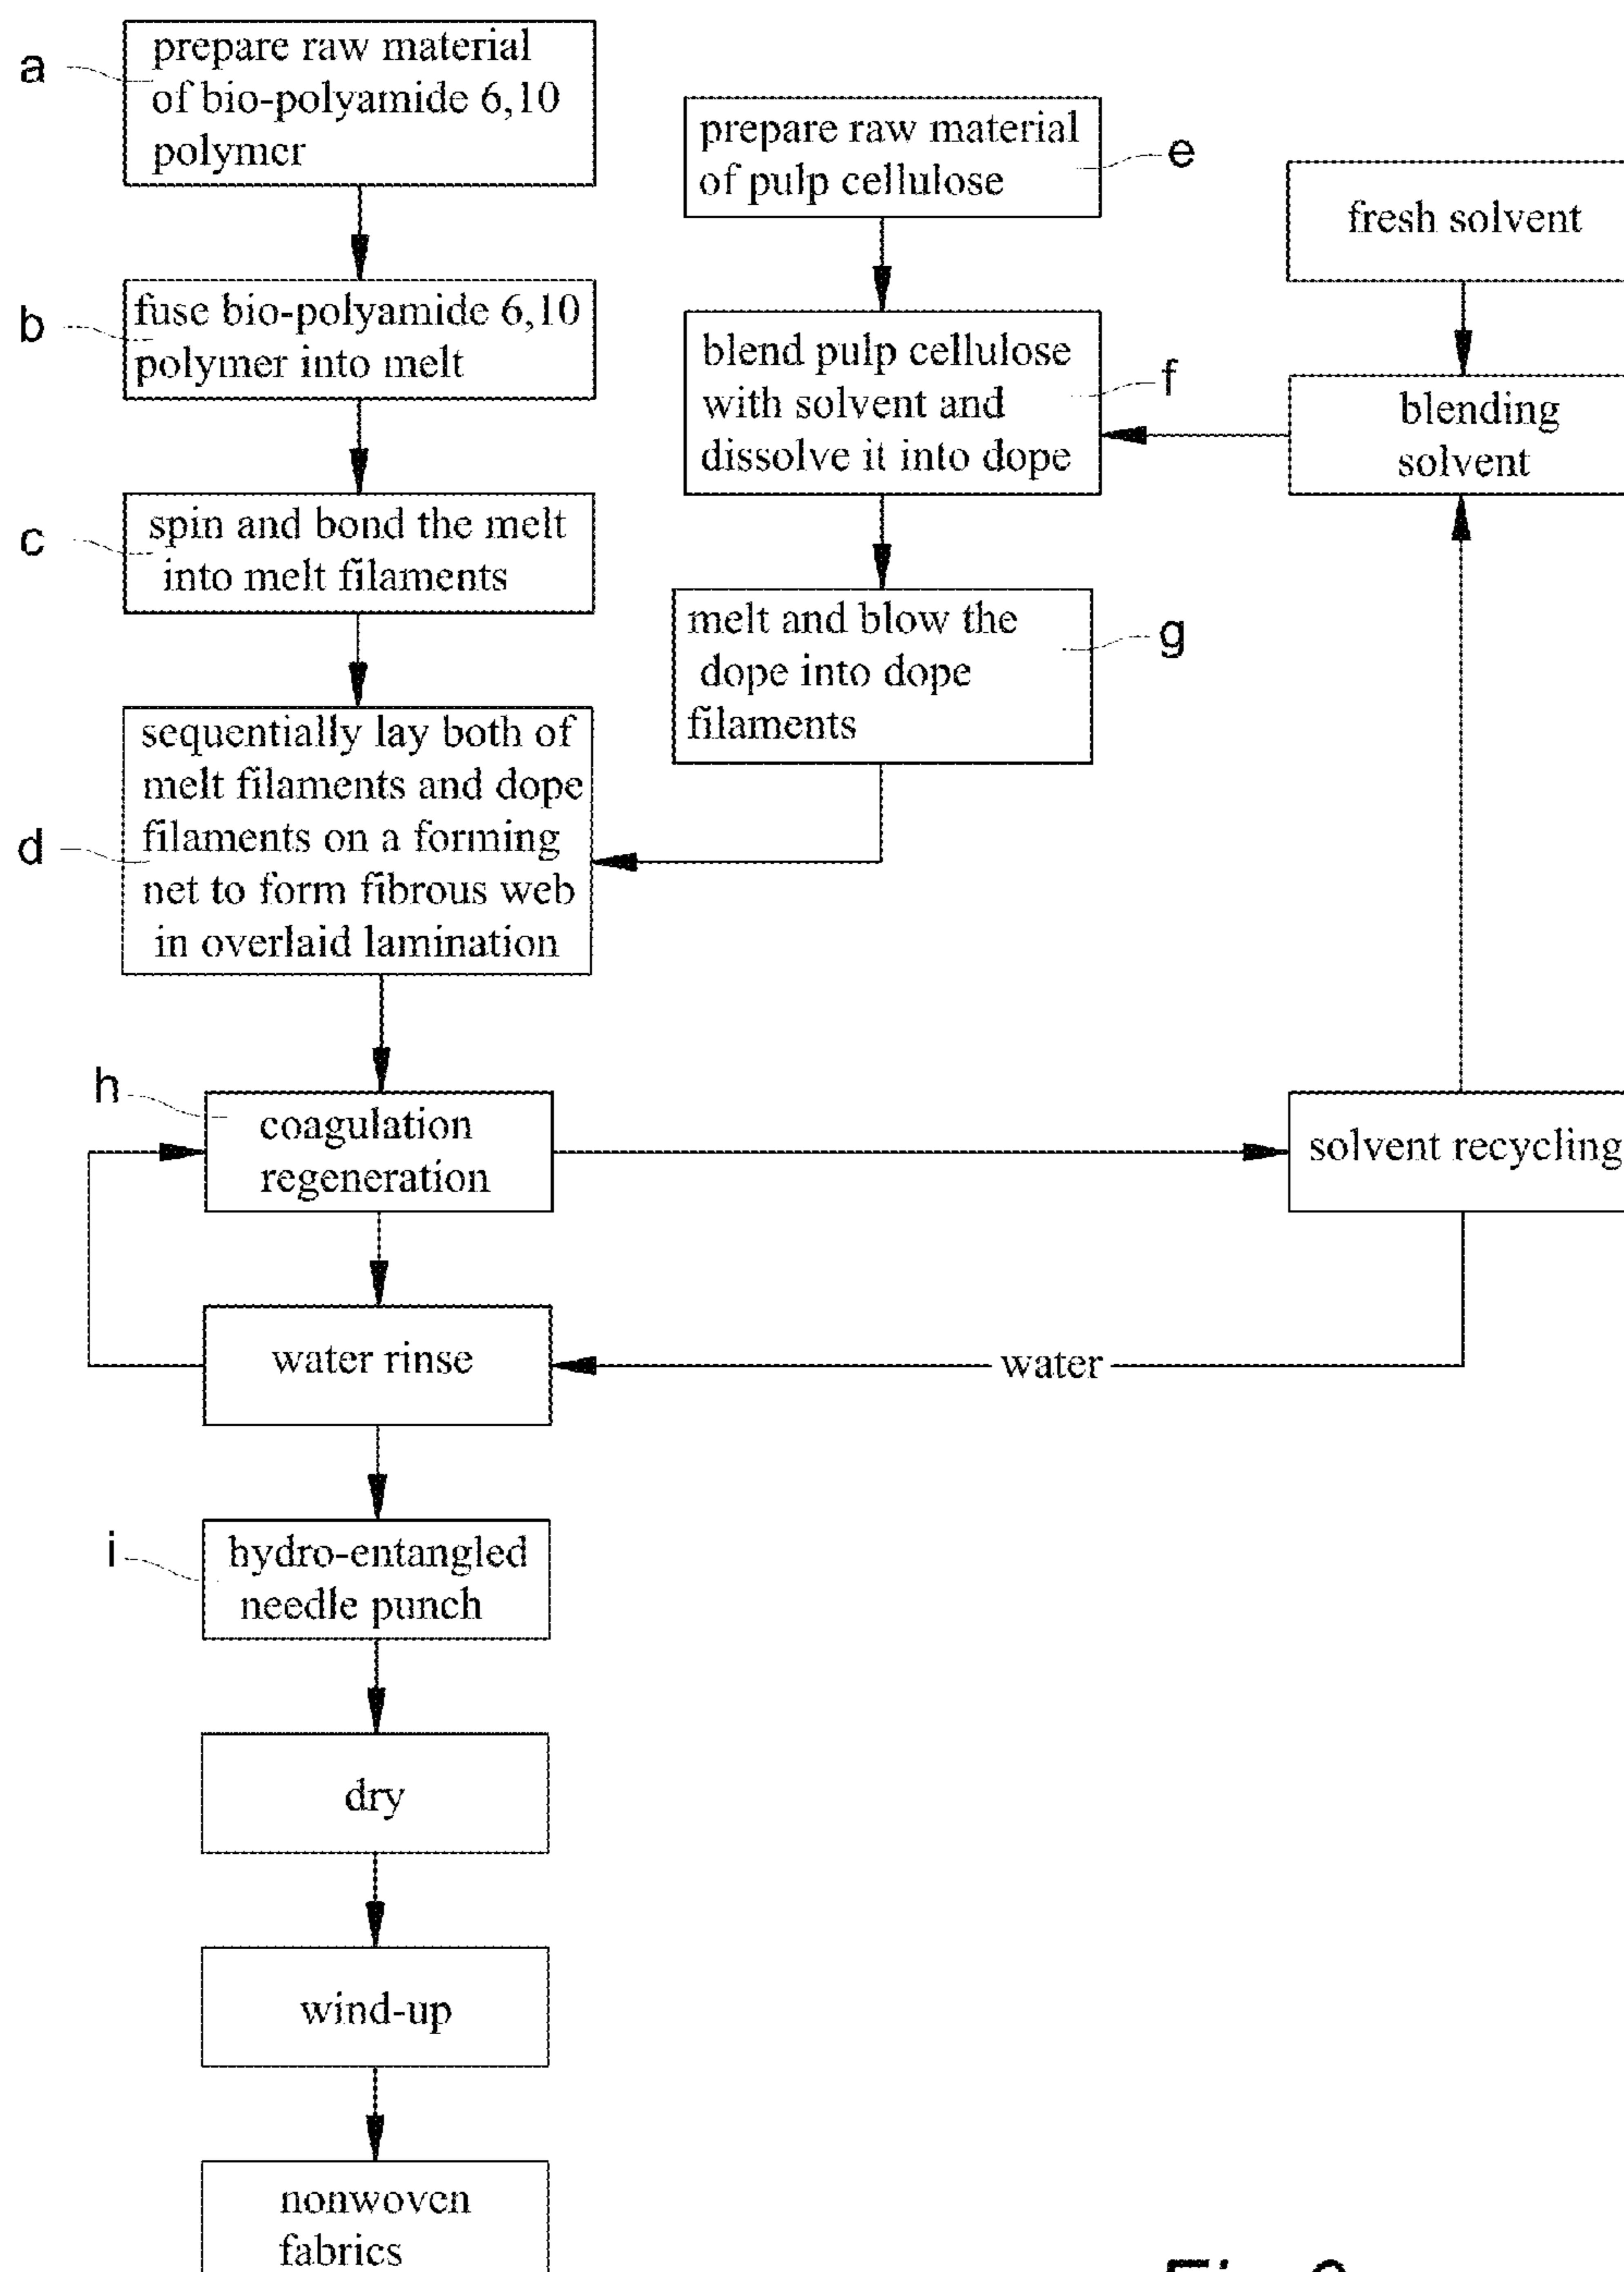 a
prepare raw material
of bio-polyamide 6,10
polymer
b
fuse bio-polyamide 6,10
polymer into melt
c
spin and bond the melt
into melt filaments
d
sequentially lay both of
melt filaments and dope
filaments on a forming
net to form fibrous web
in overlaid lamination
prepare raw material
of pulp cellulose
e
blend pulp cellulose
with solvent and
dissolve it into dope
f
melt and blow the
dope into dope
filaments
g
fresh solvent
blending
solvent
h
coagulation
regeneration
solvent recycling
water rinse
water
i
hydro-entangled
needle punch
dry
wind-up
nonwoven
fabrics